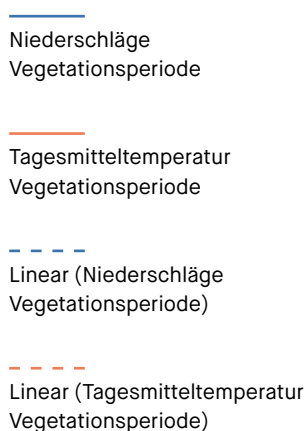 Niederschläge
Vegetationsperiode
Tagesmitteltemperatur
Vegetationsperiode
Linear (Niederschläge
Vegetationsperiode)
Linear (Tagesmitteltemperatur
Vegetationsperiode)